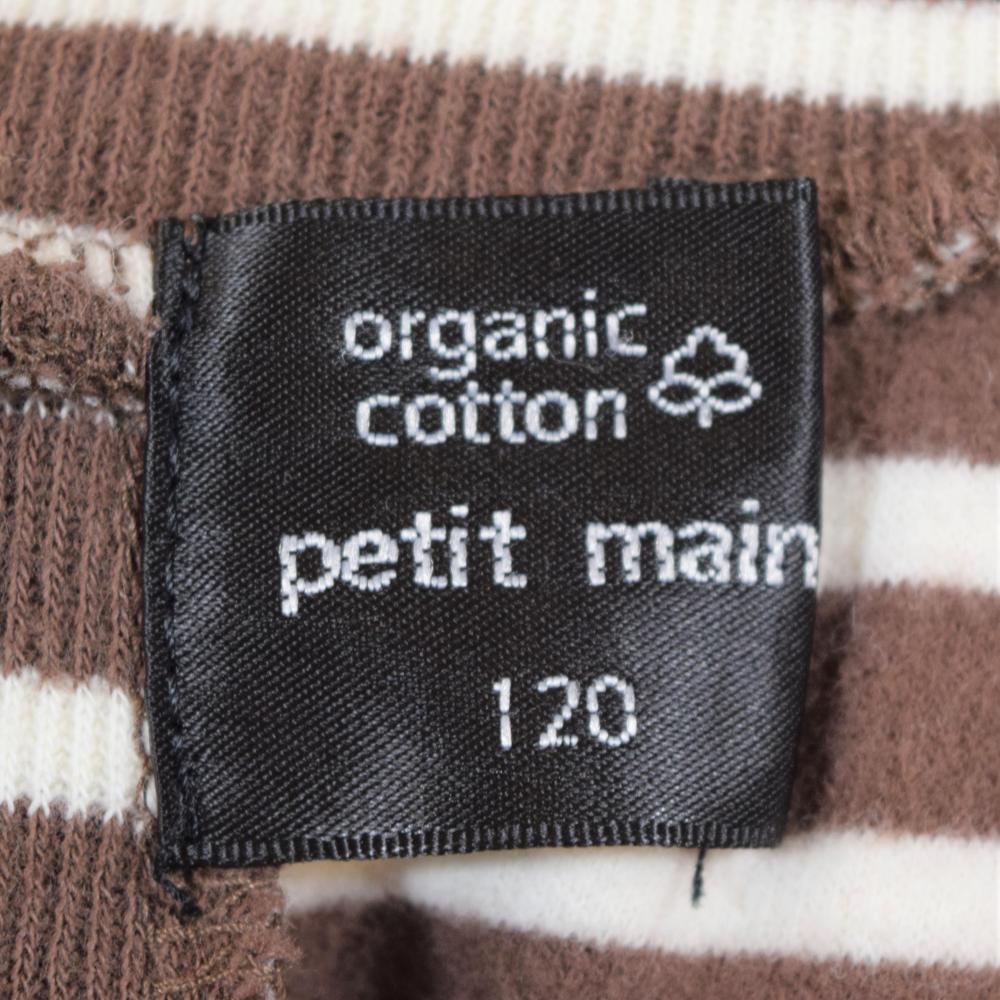 organic
cotton
petit main
120